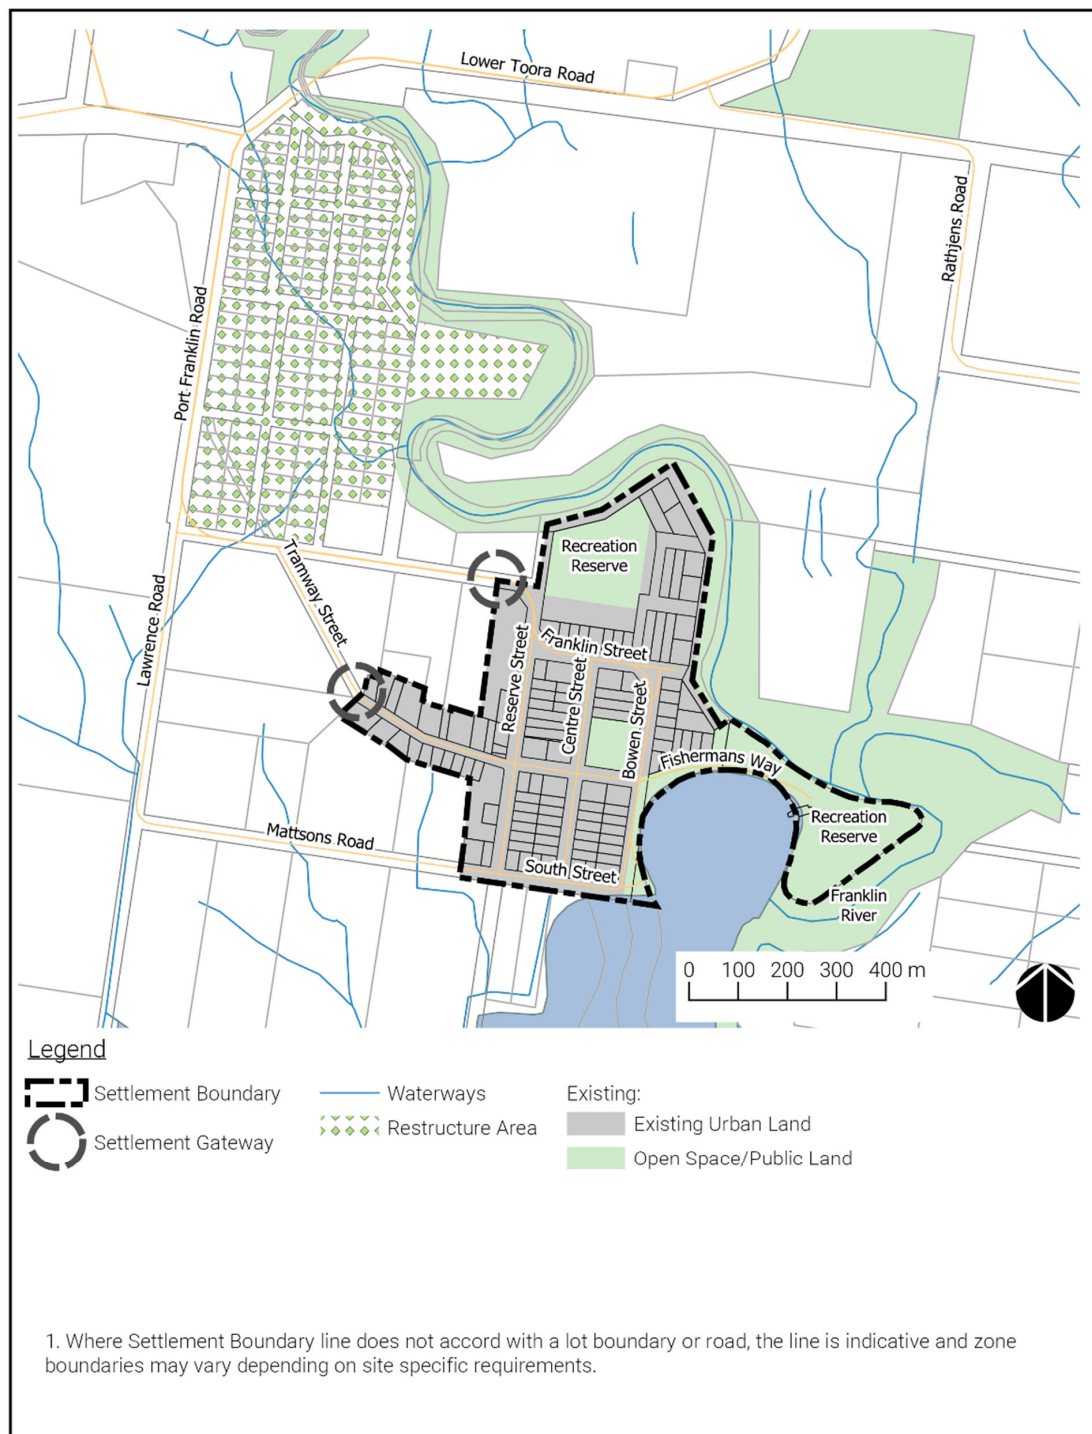 Lower Toora Road
Rathjens Road
Port Franklin Road
Recreation
Reserve
Tramway Street
Lawrence Road
Franklin Street
Reserve Street
Centre Street
Bowen Street
Fishermans Way
Recreation
Reserve
Mattsons Road
South Street
Franklin
River
0 100 200 300 400 m
Legend
Settlement Boundary
Settlement Gateway
Waterways
Restructure Area
Existing:
Existing Urban Land
Open Space/Public Land
1. Where Settlement Boundary line does not accord with a lot boundary or road, the line is indicative and zone
boundaries may vary depending on site specific requirements.